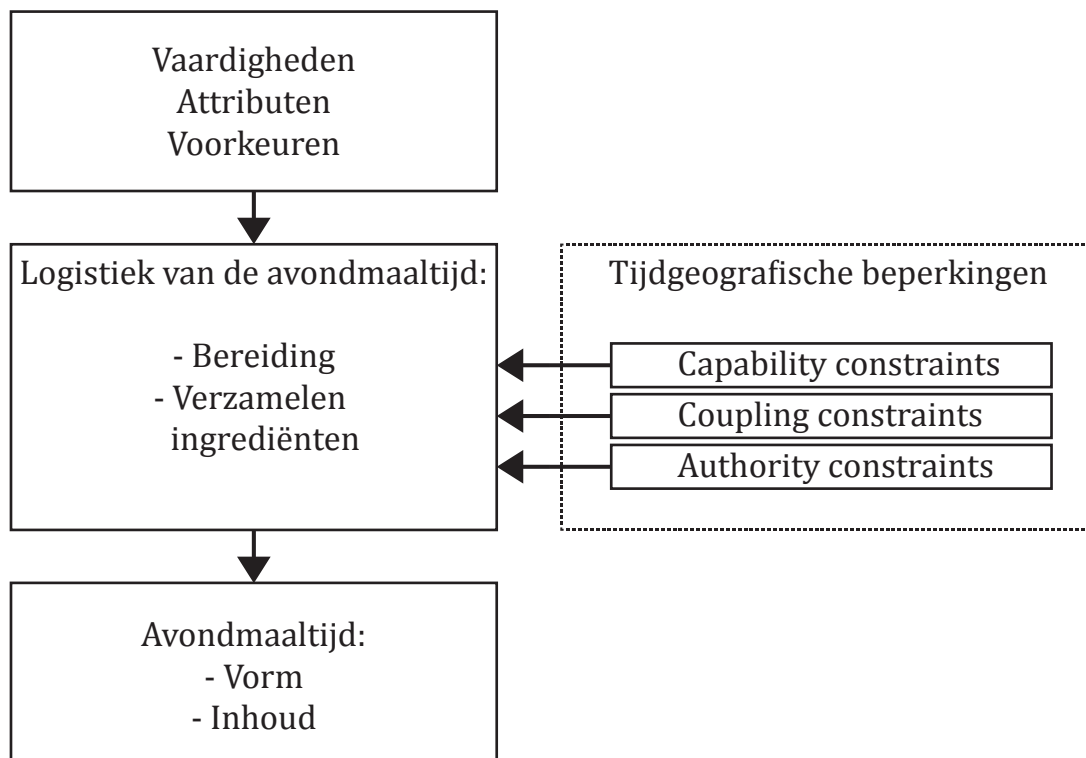 Vaardigheden
Attributen
Voorkeuren
Logistiek van de avondmaaltijd:
- Bereiding
- Verzamelen
ingrediënten
Tijdgeografische beperkingen
Capability constraints
Coupling constraints
Authority constraints
Avondmaaltijd:
- Vorm
- Inhoud